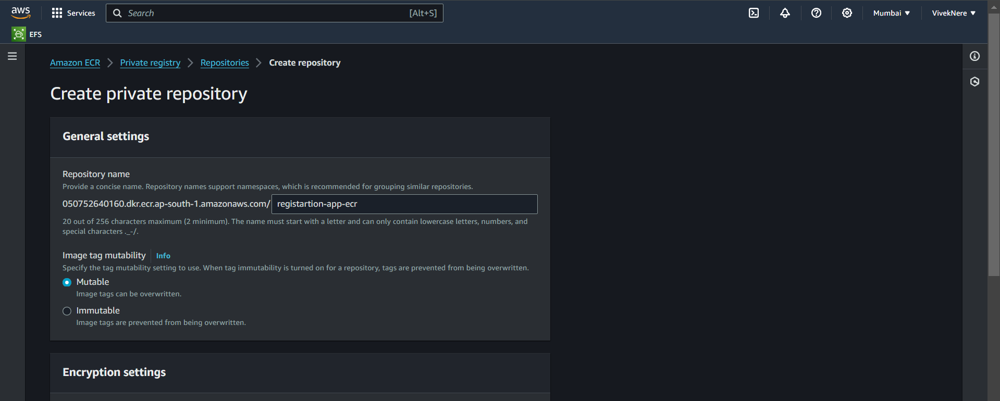 aws
Services
Search [Alt+S]
Mumbai ▼
VivekNere ▼
EFS
Amazon ECR > Private registry > Repositories > Create repository
Create private repository
General settings
Repository name
Provide a concise name. Repository names support namespaces, which is recommended for grouping similar repositories.
050752640160.dkr.ecr.ap-south-1.amazonaws.com/ registartion-app-ecr
20 out of 256 characters maximum (2 minimum). The name must start with a letter and can only contain lowercase letters, numbers, and
special characters ._-/.
Image tag mutability Info
Specify the tag mutability setting to use. When tag immutability is turned on for a repository, tags are prevented from being overwritten.
Mutable
Image tags can be overwritten.
Immutable
Image tags are prevented from being overwritten.
Encryption settings